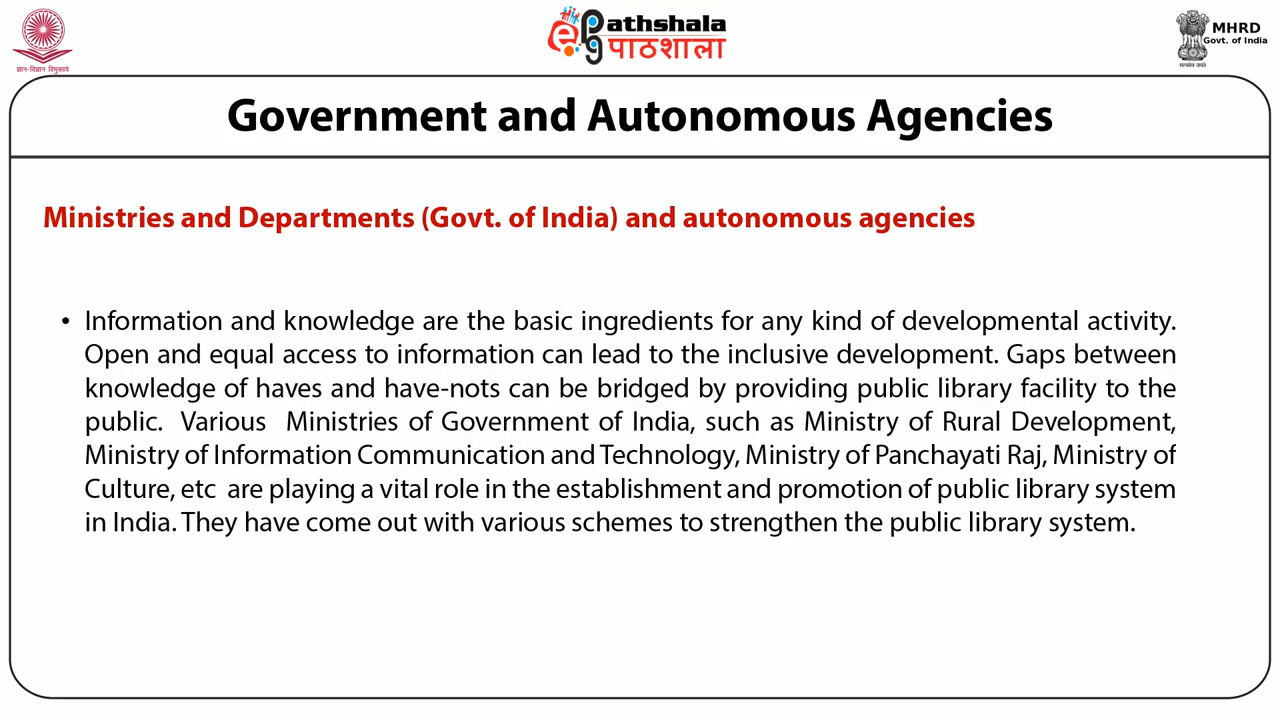 ePG Pathshala
पाठशाला
MHRD
Govt. of India
ज्ञान-विज्ञान विमुक्तये
सत्यमेव जयते
Government and Autonomous Agencies
Ministries and Departments (Govt. of India) and autonomous agencies
• Information and knowledge are the basic ingredients for any kind of developmental activity.
Open and equal access to information can lead to the inclusive development. Gaps between
knowledge of haves and have-nots can be bridged by providing public library facility to the
public. Various Ministries of Government of India, such as Ministry of Rural Development,
Ministry of Information Communication and Technology, Ministry of Panchayati Raj, Ministry of
Culture, etc are playing a vital role in the establishment and promotion of public library system
in India. They have come out with various schemes to strengthen the public library system.